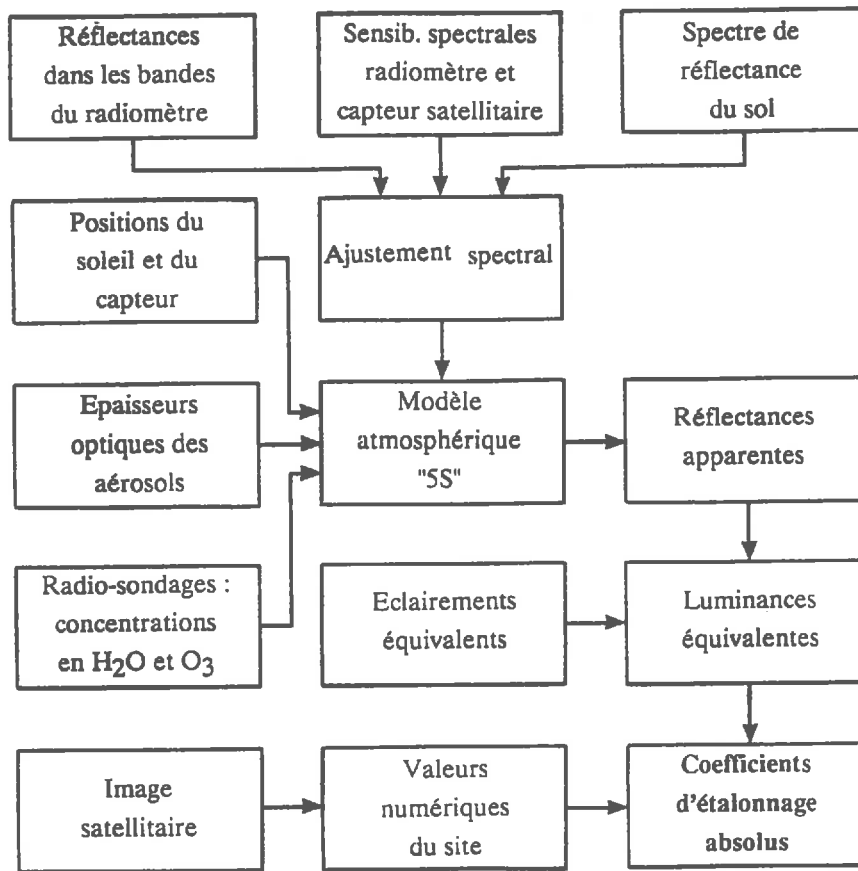 Réflectances
dans les bandes
du radiomètre
Sensib. spectrales
radiomètre et
capteur satellitaire
Spectre de
réflectance
du sol
Positions du
soleil et du
capteur
Ajustement spectral
Epaisseurs
optiques des
aérosols
Modèle
atmosphérique
"5S"
Réflectances
apparentes
Radio-sondages :
concentrations
en H₂O et O₃
Eclairements
équivalents
Luminances
équivalentes
Image
satellitaire
Valeurs
numériques
du site
Coefficients
d'étalonnage
absolus